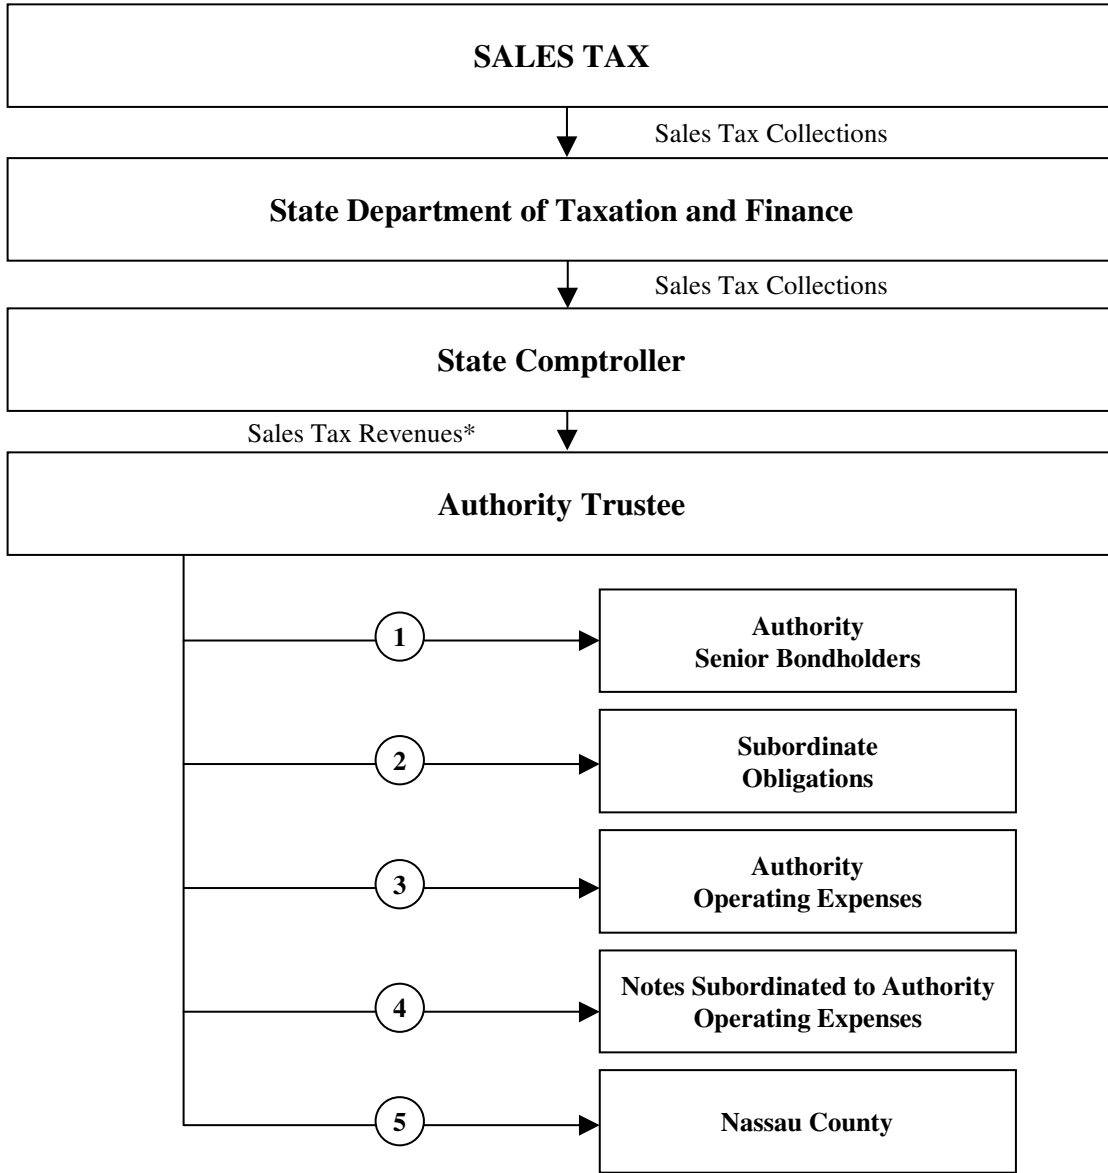 SALES TAX
Sales Tax Collections
State Department of Taxation and Finance
Sales Tax Collections
State Comptroller
Sales Tax Revenues*
Authority Trustee
1
Authority
Senior Bondholders
2
Subordinate
Obligations
3
Authority
Operating Expenses
4
Notes Subordinated to Authority
Operating Expenses
5
Nassau County